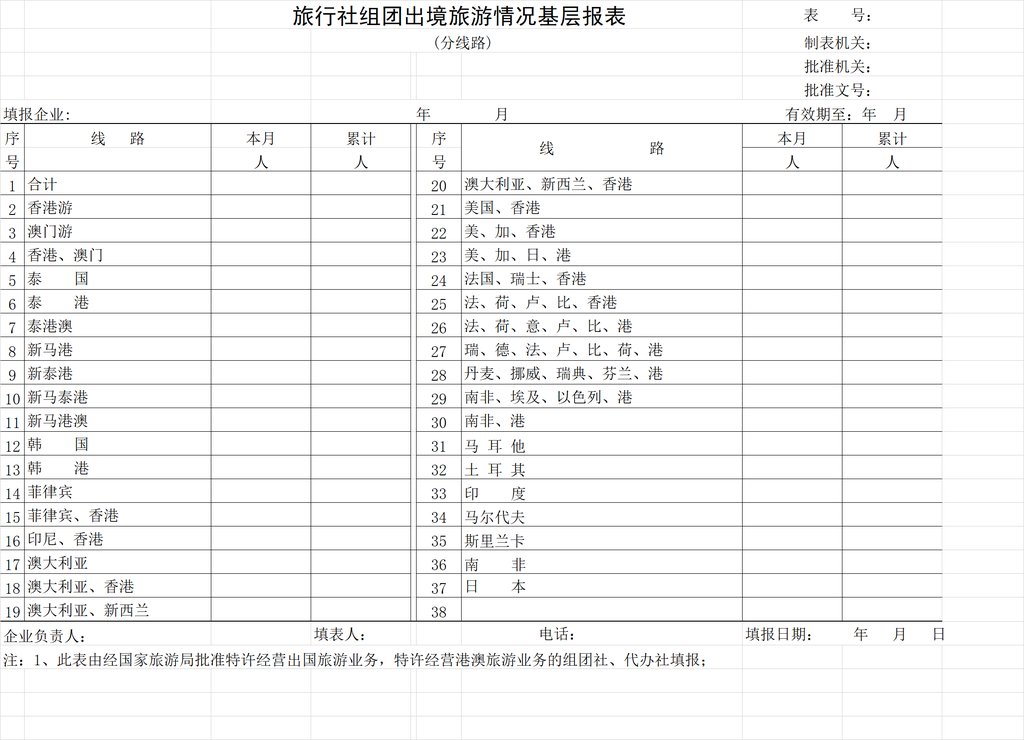 旅行社组团出境旅游情况基层报表
表 号：
(分线路)
制表机关：
批准机关：
批准文号：
填报企业： 年 月 有效期至：年 月
序号 线 路 本月 累计 序号 线 路 本月 累计
人 人 人 人
1 合计 20 澳大利亚、新西兰、香港
2 香港游 21 美国、香港
3 澳门游 22 美、加、香港
4 香港、澳门 23 美、加、日、港
5 泰 国 24 法国、瑞士、香港
6 泰 港 25 法、荷、卢、比、香港
7 泰港澳 26 法、荷、意、卢、比、港
8 新马港 27 瑞、德、法、卢、比、荷、港
9 新泰港 28 丹麦、挪威、瑞典、芬兰、港
10 新马泰港 29 南非、埃及、以色列、港
11 新马港澳 30 南非、港
12 韩 国 31 马 耳 他
13 韩 港 32 土 耳 其
14 菲律宾 33 印 度
15 菲律宾、香港 34 马尔代夫
16 印尼、香港 35 斯里兰卡
17 澳大利亚 36 南 非
18 澳大利亚、香港 37 日 本
19 澳大利亚、新西兰 38
企业负责人： 填表人： 电话： 填报日期： 年 月 日
注：1、此表由经国家旅游局批准特许经营出国旅游业务，特许经营港澳旅游业务的组团社、代办社填报；